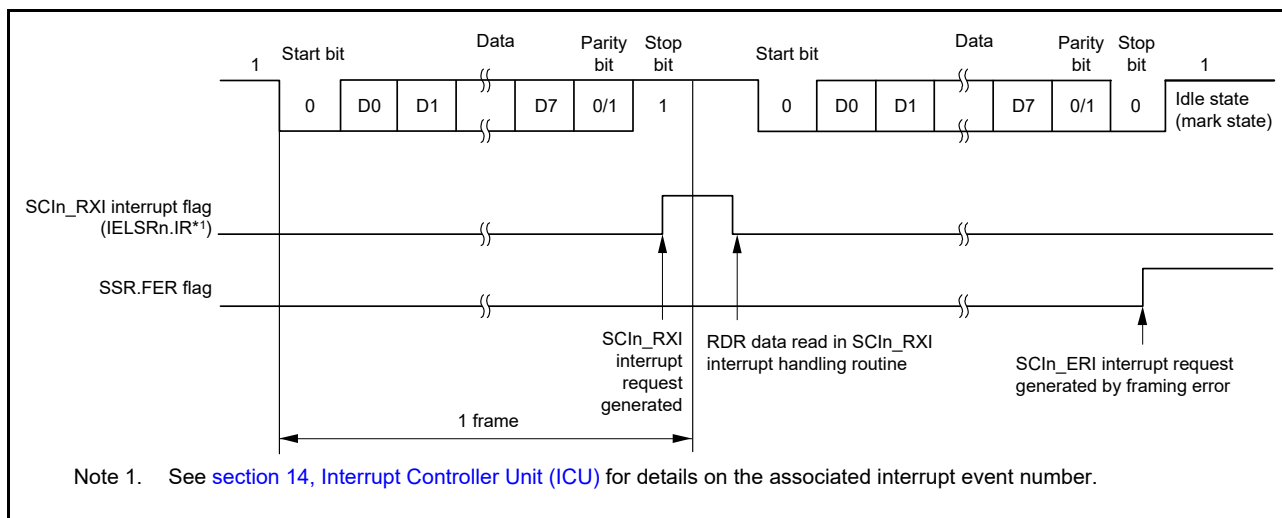 Start bit
Data
Parity bit
Stop bit
Start bit
Data
Parity bit
Stop bit
1
1
0 D0 D1 D7 0/1 1
0 D0 D1 D7 0/1 0
Idle state
(mark state)
SCIn_RXI interrupt flag
(IELSRn.IR*1)
SSR.FER flag
SCIn_RXI
interrupt
request
generated
RDR data read in SCIn_RXI
interrupt handling routine
SCIn_ERI interrupt request
generated by framing error
1 frame
Note 1. See section 14, Interrupt Controller Unit (ICU) for details on the associated interrupt event number.